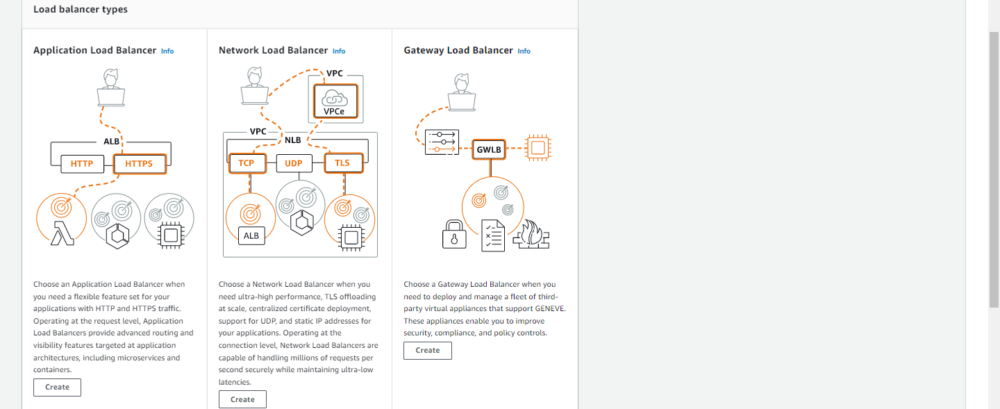 Load balancer types
Application Load Balancer Info
ALB
HTTP
HTTPS
Choose an Application Load Balancer when
you need a flexible feature set for your
applications with HTTP and HTTPS traffic.
Operating at the request level, Application
Load Balancers provide advanced routing and
visibility features targeted at application
architectures, including microservices and
containers.
Create
Network Load Balancer Info
VPC
VPCe
VPC
NLB
TCP
UDP
TLS
ALB
Choose a Network Load Balancer when you
need ultra-high performance, TLS offloading
at scale, centralized certificate deployment,
support for UDP, and static IP addresses for
your applications. Operating at the
connection level, Network Load Balancers are
capable of handling millions of requests per
second securely while maintaining ultra-low
latencies.
Create
Gateway Load Balancer Info
GWLB
Choose a Gateway Load Balancer when you
need to deploy and manage a fleet of third-
party virtual appliances that support GENEVE.
These appliances enable you to improve
security, compliance, and policy controls.
Create